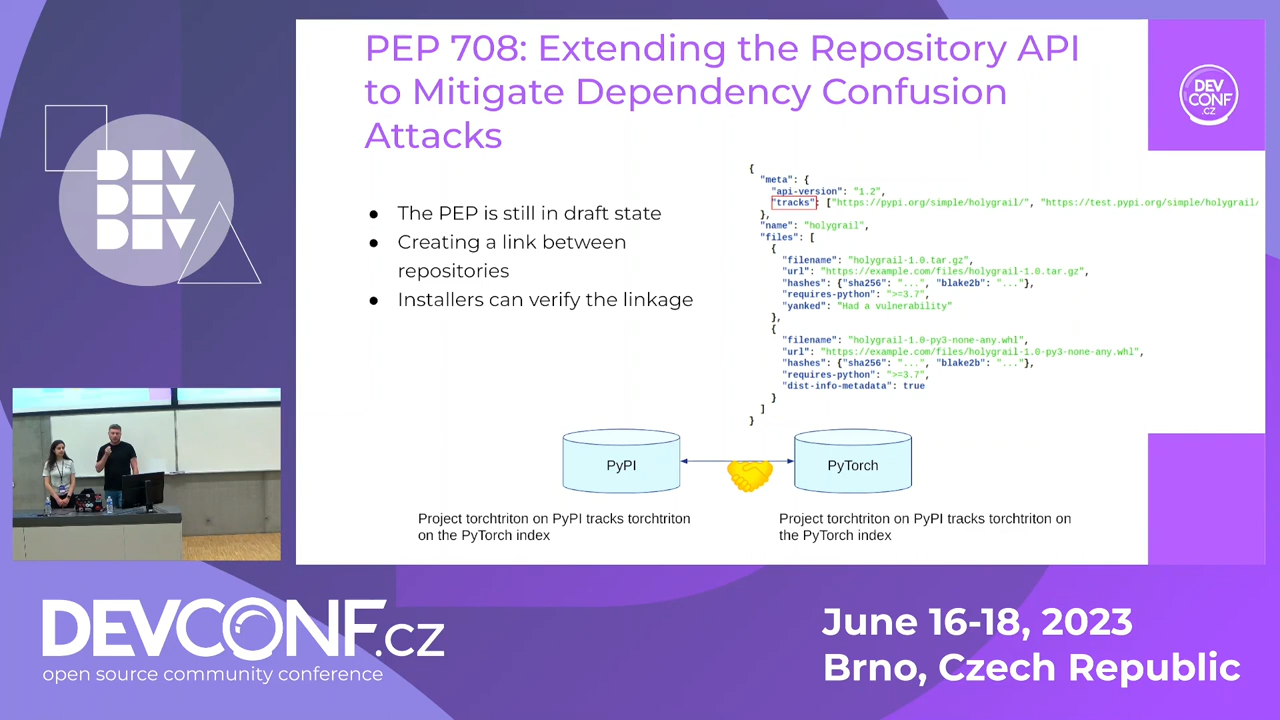 PEP 708: Extending the Repository API
to Mitigate Dependency Confusion
Attacks
DEV
CONF
.CZ
DEV
DEV
DEV
● The PEP is still in draft state
● Creating a link between
repositories
● Installers can verify the linkage
{
"meta": {
"api-version": "1.2",
"tracks": ["https://pypi.org/simple/holygrail/", "https://test.pypi.org/simple/holygrail/
},
"name": "holygrail",
"files": [
{
"filename": "holygrail-1.0.tar.gz",
"url": "https://example.com/files/holygrail-1.0.tar.gz",
"hashes": {"sha256": "...", "blake2b": "..."},
"requires-python": ">=3.7",
"yanked": "Had a vulnerability"
},
{
"filename": "holygrail-1.0-py3-none-any.whl",
"url": "https://example.com/files/holygrail-1.0-py3-none-any.whl",
"hashes": {"sha256": "...", "blake2b": "..."},
"requires-python": ">=3.7",
"dist-info-metadata": true
}
]
}
PyPI
PyTorch
Project torchtriton on PyPI tracks torchtriton
on the PyTorch index
Project torchtriton on PyPI tracks torchtriton on
the PyTorch index
DEVCONF.cz
open source community conference
June 16-18, 2023
Brno, Czech Republic